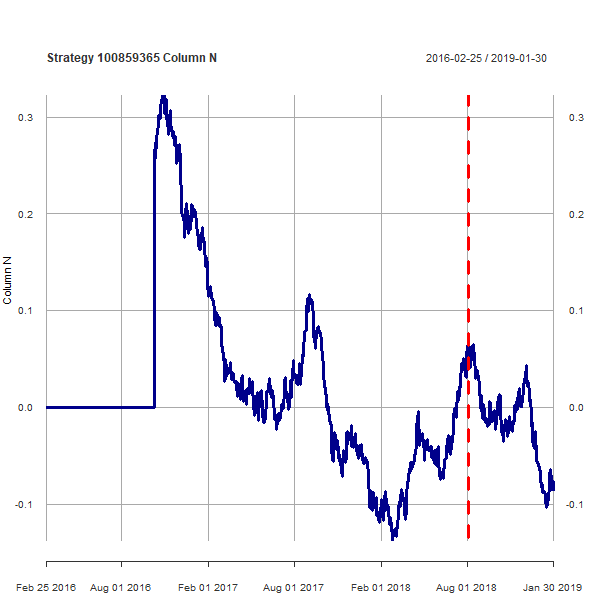 Strategy 100859365 Column N
2016-02-25 / 2019-01-30
0.3
0.3
0.2
0.2
0.1
0.1
0.0
0.0
-0.1
-0.1
Column N
Feb 25 2016
Aug 01 2016
Feb 01 2017
Aug 01 2017
Feb 01 2018
Aug 01 2018
Jan 30 2019